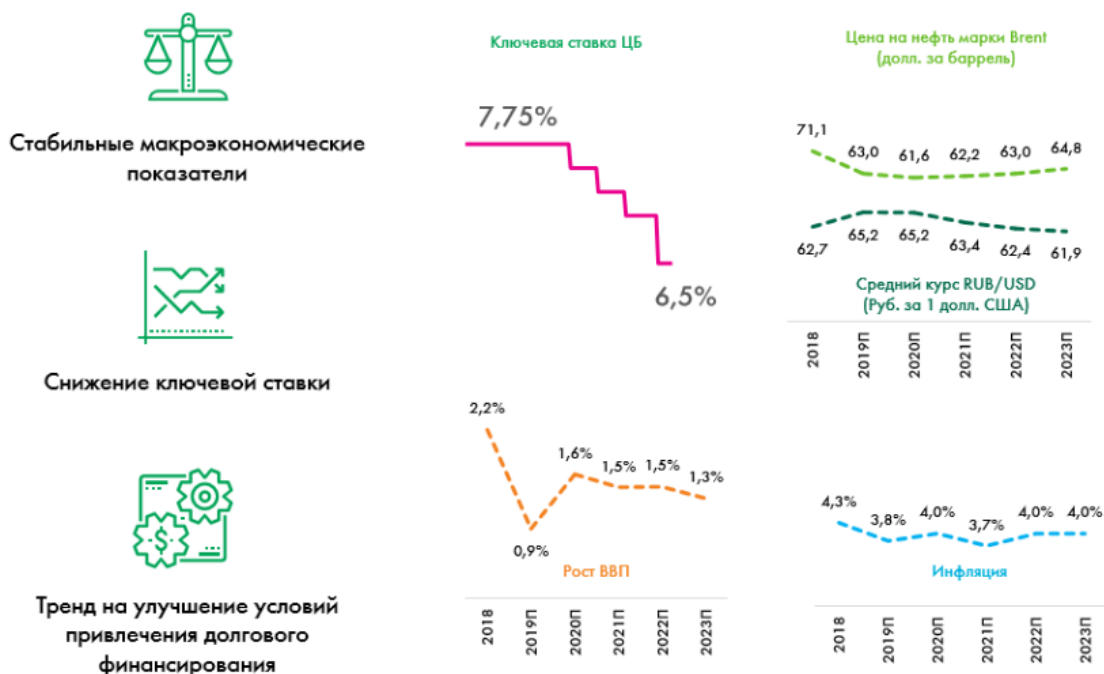 Стабильные макроэкономические
показатели
Снижение ключевой ставки
$
Тренд на улучшение условий
привлечения долгового
финансирования
Ключевая ставка ЦБ
7,75%
6,5%
Цена на нефть марки Brent
(долл. за баррель)
71,1 63,0 61,6 62,2 63,0 64,8
62,7 65,2 65,2 63,4 62,4 61,9
Средний курс RUB/USD
(Руб. за 1 долл. США)
2018 2019П 2020П 2021П 2022П 2023П
2,2% 0,9% 1,6% 1,5% 1,5% 1,3%
Рост ВВП
2018 2019П 2020П 2021П 2022П 2023П
4,3% 3,8% 4,0% 3,7% 4,0% 4,0%
Инфляция
2018 2019П 2020П 2021П 2022П 2023П